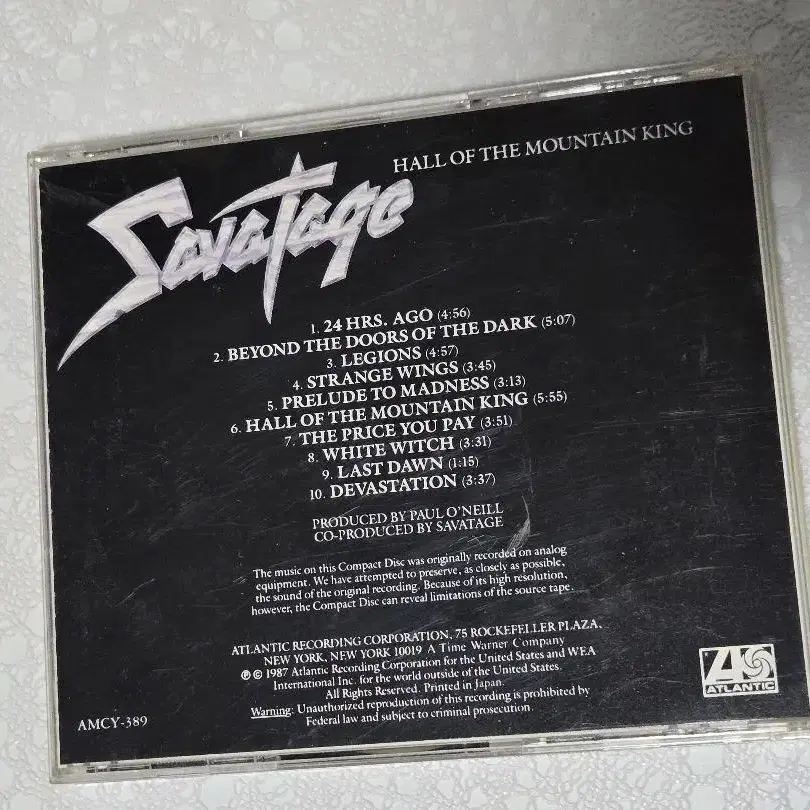 HALL OF THE MOUNTAIN KING
Savatage
1. 24 HRS. AGO (4:56)
2. BEYOND THE DOORS OF THE DARK (5:07)
3. LEGIONS (4:57)
4. STRANGE WINGS (3:45)
5. PRELUDE TO MADNESS (3:13)
6. HALL OF THE MOUNTAIN KING (5:55)
7. THE PRICE YOU PAY (3:51)
8. WHITE WITCH (3:31)
9. LAST DAWN (1:15)
10. DEVASTATION (3:37)
PRODUCED BY PAUL O'NEILL
CO-PRODUCED BY SAVATAGE
The music on this Compact Disc was originally recorded on analog
equipment. We have attempted to preserve, as closely as possible,
the sound of the original recording. Because of its high resolution,
however, the Compact Disc can reveal limitations of the source tape.
ATLANTIC RECORDING CORPORATION, 75 ROCKEFELLER PLAZA,
NEW YORK, NEW YORK 10019 A Time Warner Company
℗ © 1987 Atlantic Recording Corporation for the United States and WEA
International Inc. for the world outside of the United States.
All Rights Reserved. Printed in Japan.
Warning: Unauthorized reproduction of this recording is prohibited by
Federal law and subject to criminal prosecution.
AMCY-389
ATLANTIC